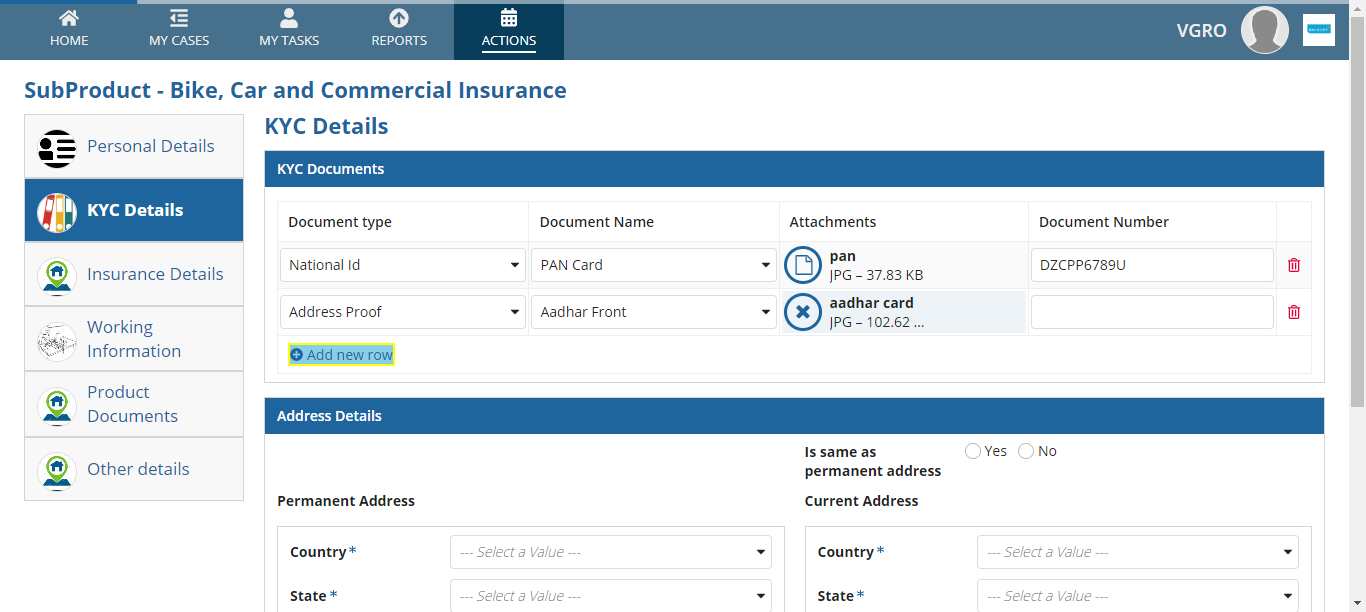 HOME
MY CASES
MY TASKS
REPORTS
ACTIONS
VGRO
SubProduct - Bike, Car and Commercial Insurance
Personal Details
KYC Details
Insurance Details
Working
Information
Product
Documents
Other details
KYC Details
KYC Documents
Document type
Document Name
Attachments
Document Number
National Id
PAN Card
pan
JPG – 37.83 KB
DZCPP6789U
Address Proof
Aadhar Front
aadhar card
JPG – 102.62 ...
Add new row
Address Details
Is same as
permanent address
Yes
No
Permanent Address
Current Address
Country*
--- Select a Value ---
Country*
--- Select a Value ---
State*
--- Select a Value ---
State*
--- Select a Value ---